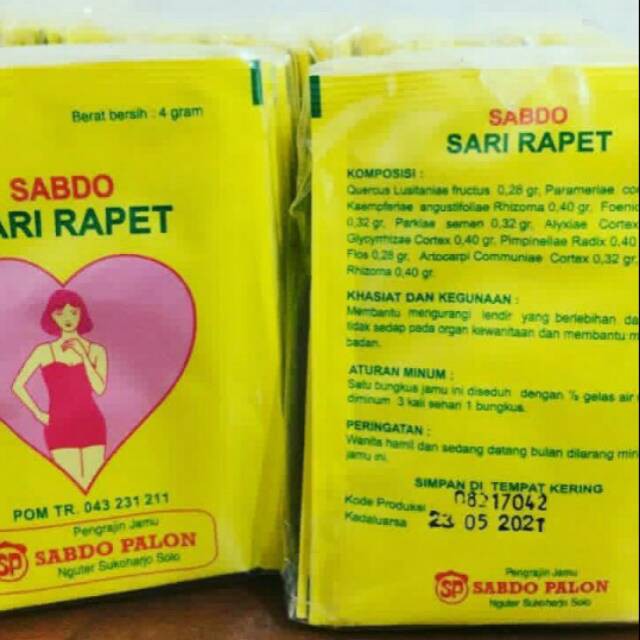 Berat bersih : 4 gram
SABDO
ARI RAPET
POM TR. 043 231 211
Pengrajin Jamu
SP SABDO PALON
Nguter Sukoharjo Solo
SABDO
SARI RAPET
KOMPOSISI :
Quercus Lusitaniae fructus 0,28 gr, Parameriae co
Kaempferiae angustifoliae Rhizoma 0,40 gr, Foenic
0,32 gr, Parkiae semen 0,32 gr, Alyxiae Cortex
Glycyrrhizae Cortex 0,40 gr, Pimpinellae Radix 0,40
Flos 0,28 gr, Artocarpi Communiae Cortex 0,32 gr,
Rhizoma 0,40 gr.
KHASIAT DAN KEGUNAAN :
Membantu mengurangi lendir yang berlebihan da
tidak sedap pada organ kewanitaan dan membantu m
badan.
ATURAN MINUM :
Satu bungkus jamu ini diseduh dengan ½ gelas air
diminum 3 kali sehari 1 bungkus.
PERINGATAN :
Wanita hamil dan sedang datang bulan dilarang min
jamu ini.
SIMPAN DI TEMPAT KERING
Kode Produksi 08217042
Kadaluarsa 23 05 2021
Pengrajin Jamu
SP SABDO PALON
Nguter Sukoharjo Solo